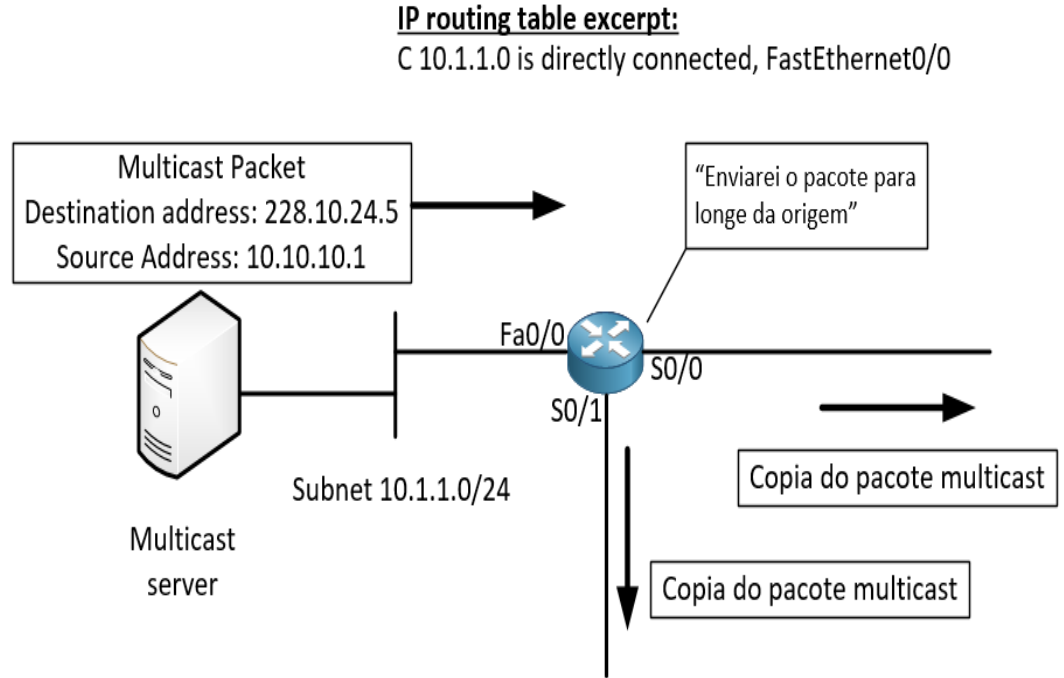 IP routing table excerpt:
C 10.1.1.0 is directly connected, FastEthernet0/0
Multicast Packet
Destination address: 228.10.24.5
Source Address: 10.10.10.1
“Enviarei o pacote para
longe da origem”
Fa0/0
S0/0
S0/1
Subnet 10.1.1.0/24
Multicast
server
Copia do pacote multicast
Copia do pacote multicast